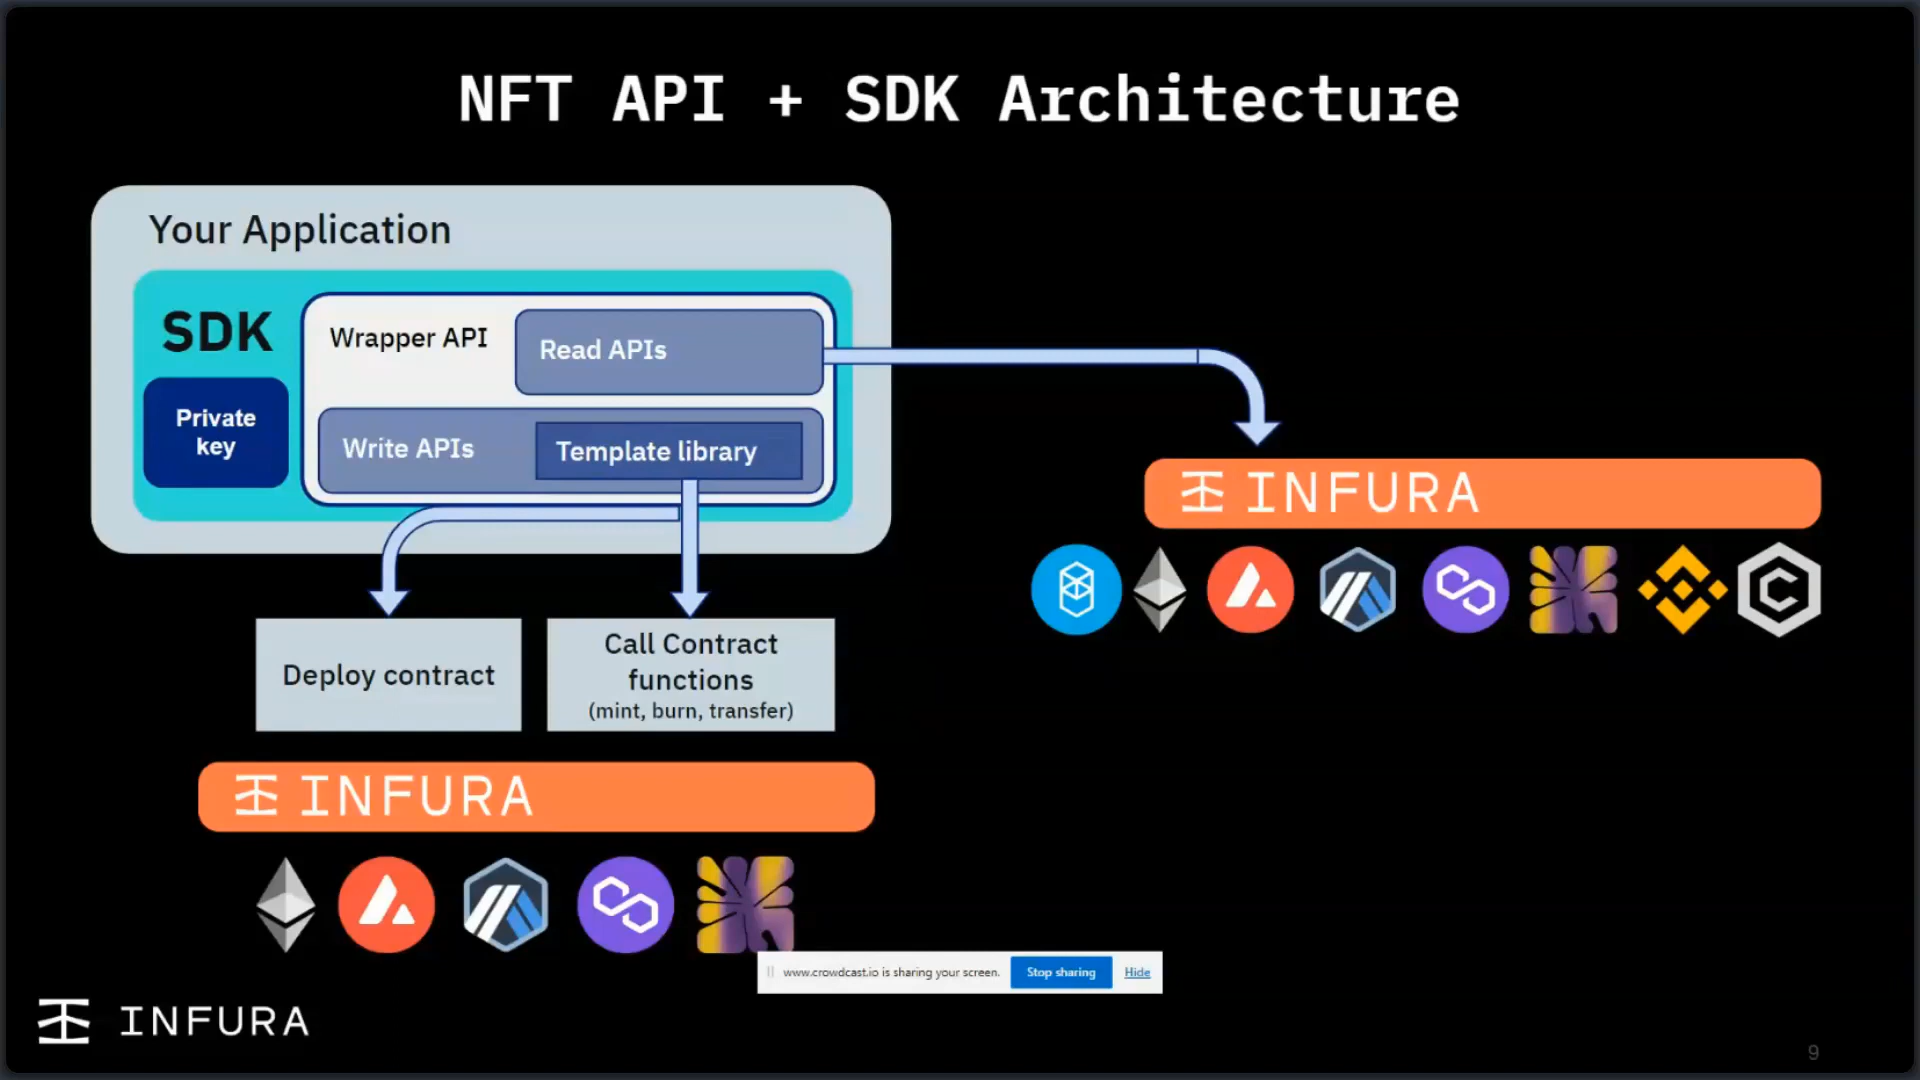 NFT API + SDK Architecture
Your Application
SDK
Wrapper API
Read APIs
Private
key
Write APIs
Template library
INFURA
Deploy contract
Call Contract
functions
(mint, burn, transfer)
INFURA
www.crowdcast.io is sharing your screen.
Stop sharing
Hide
INFURA
9